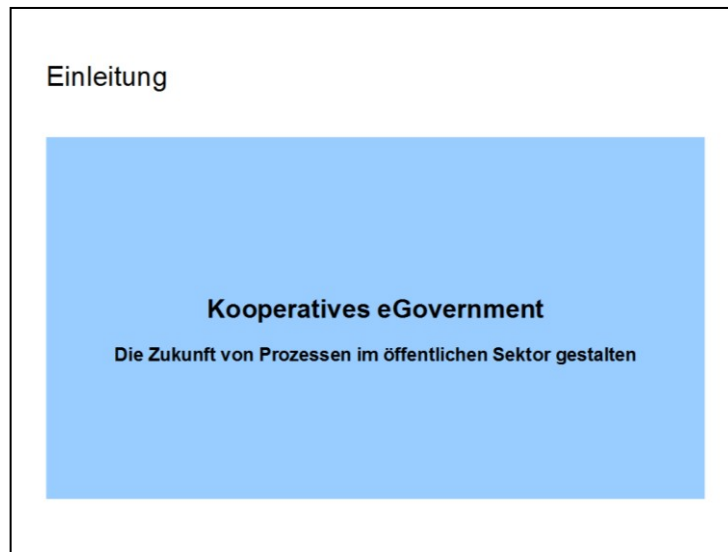 Einleitung
Kooperatives eGovernment
Die Zukunft von Prozessen im öffentlichen Sektor gestalten